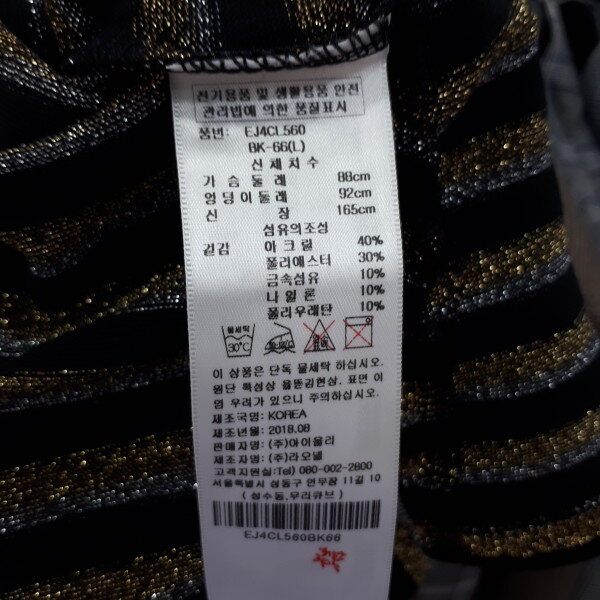 전기용품 및 생활용품 안전
관리법에 의한 품질표시
품번: EJ4CL560
BK-66(L)
신체치수
가슴둘레 88cm
엉덩이둘레 92cm
신 장 165cm
섬유의조성
겉감 아크릴 40%
폴리에스터 30%
금속섬유 10%
나일론 10%
폴리우레탄 10%
물세탁 30℃
이 상품은 단독 물세탁 하십시오.
원단 특성상 올뜯김현상, 표면 이
염 우려가 있으니 주의하십시오
제조국명: KOREA
제조년월: 2018.08
판매자명: (주)아이올리
제조자명: (주)라오넬
고객지원실:Tel) 080-002-2800
서울특별시 성동구 연무장 11길 10
(성수동,우리큐브)
EJ4CL560BK66